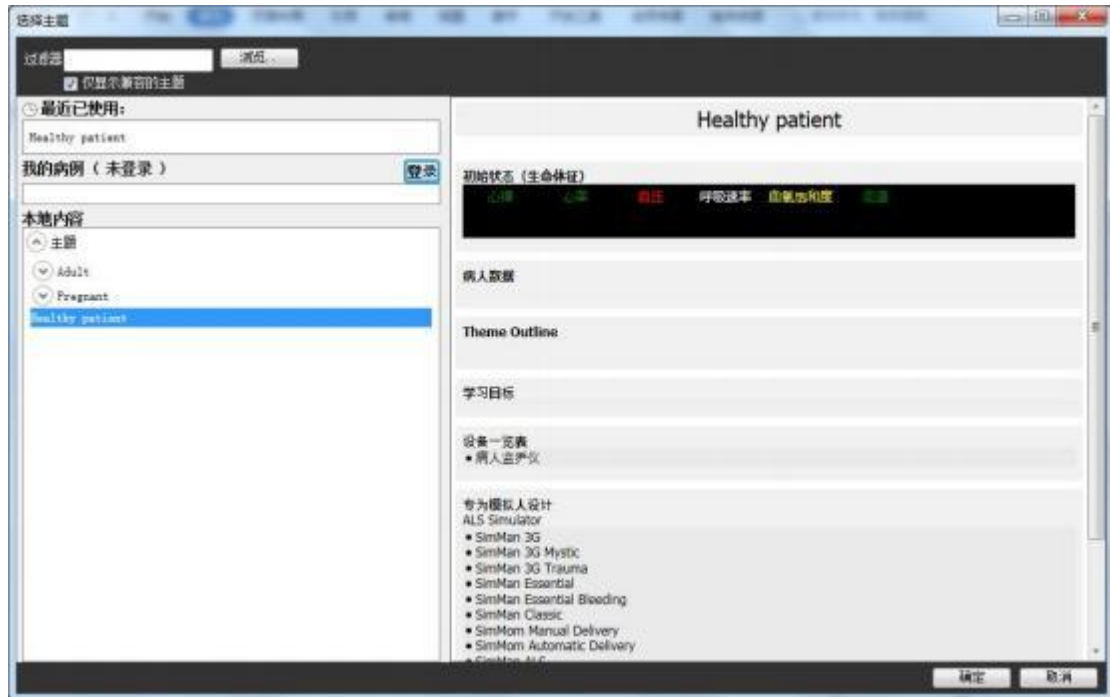 选择主题
过滤器
浏览..
仅显示兼容的主题
最近已使用:
Healthy patient
我的病例（未登录）
登录
本地内容
主题
Adult
Pregnant
Healthy patient
Healthy patient
初始状态（生命体征）
心律 心率 血压 呼吸速率 血氧饱和度
病人数据
Theme Outline
学习目标
设备一览表
• 病人监护仪
专为模拟人设计
ALS Simulator
• SimMan 3G
• SimMan 3G Mystic
• SimMan 3G Trauma
• SimMan Essential
• SimMan Essential Bleeding
• SimMan Classic
• SimMom Manual Delivery
• SimMom Automatic Delivery
• SimMan ALS
确定 取消